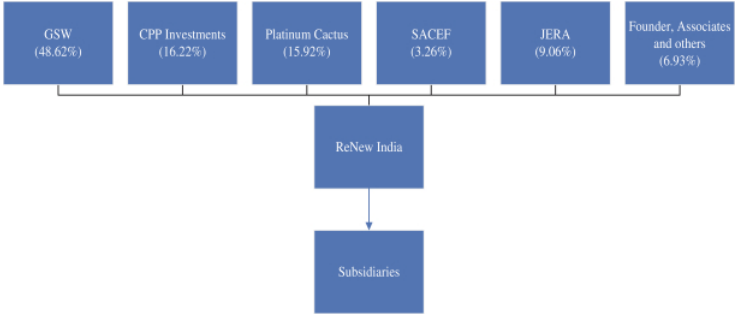 GSW
(48.62%)
CPP Investments
(16.22%)
Platinum Cactus
(15.92%)
SACEF
(3.26%)
JERA
(9.06%)
Founder, Associates
and others
(6.93%)
ReNew India
Subsidiaries